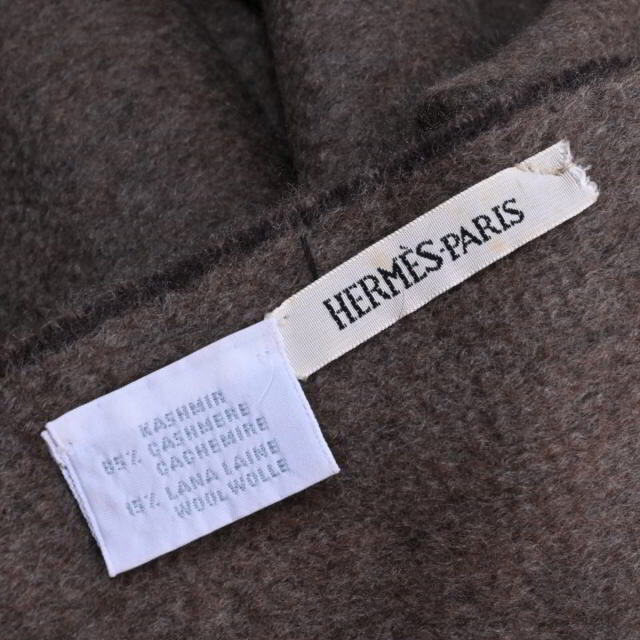 HERMÈS-PARIS
KASHMIR
85% CASHMERE
CACHEMIRE
15% LANA LAINE
WOOL WOLLE